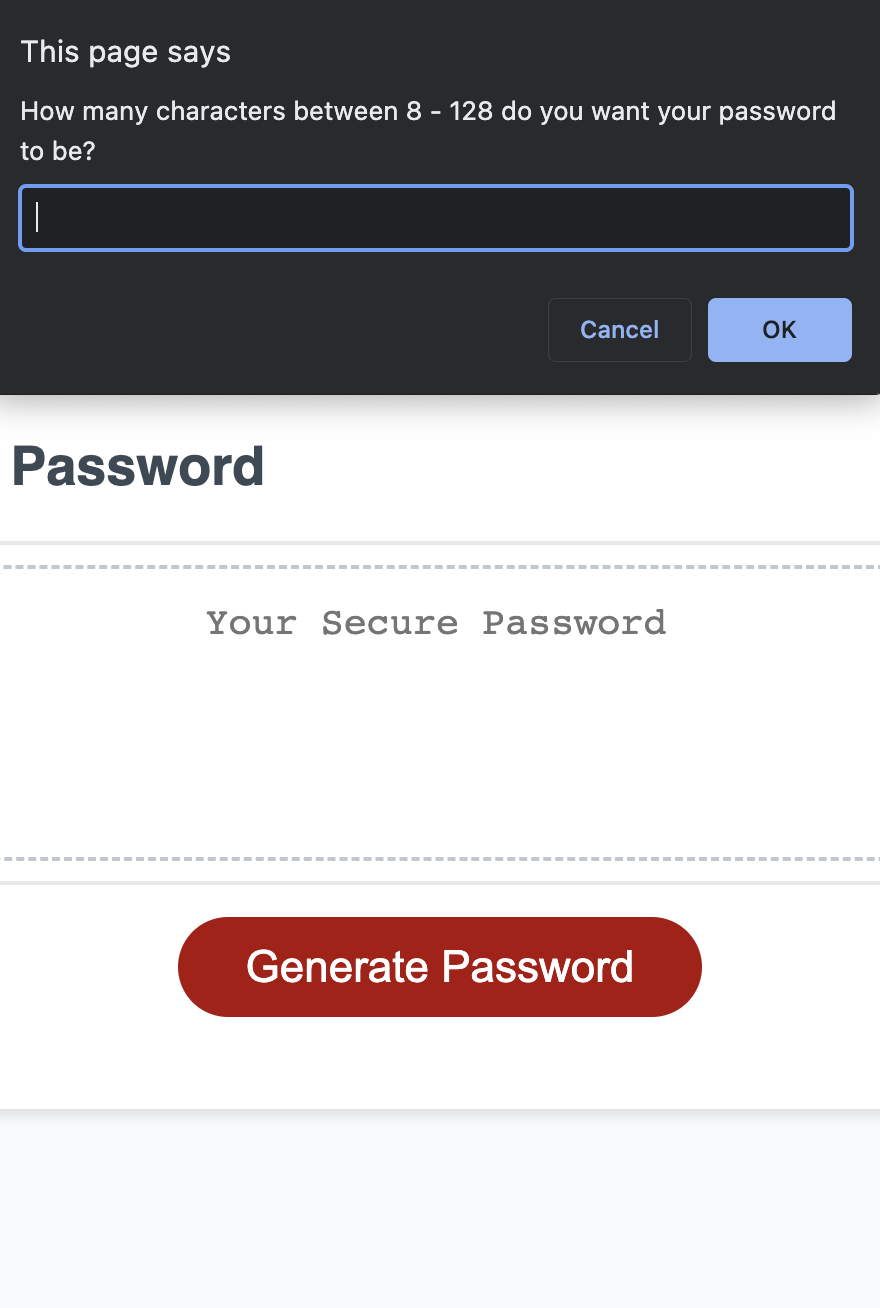 This page says
How many characters between 8 - 128 do you want your password
to be?
Cancel
OK
Password
Your Secure Password
Generate Password